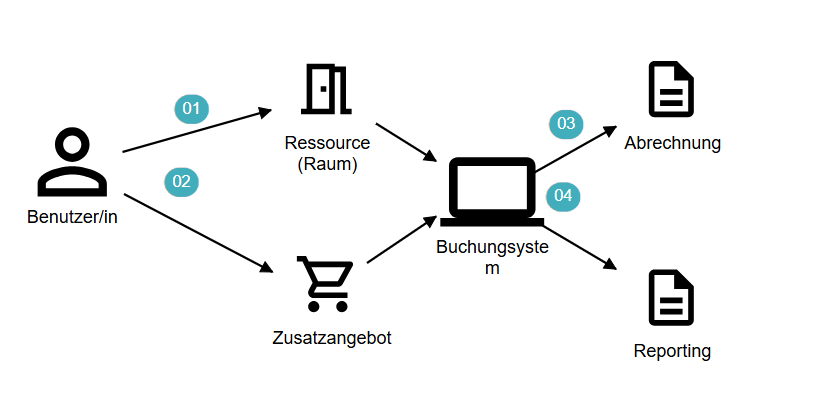 01
Ressource
(Raum)
03
Abrechnung
02
Benutzer/in
04
Buchungsyste
m
Zusatzangebot
Reporting